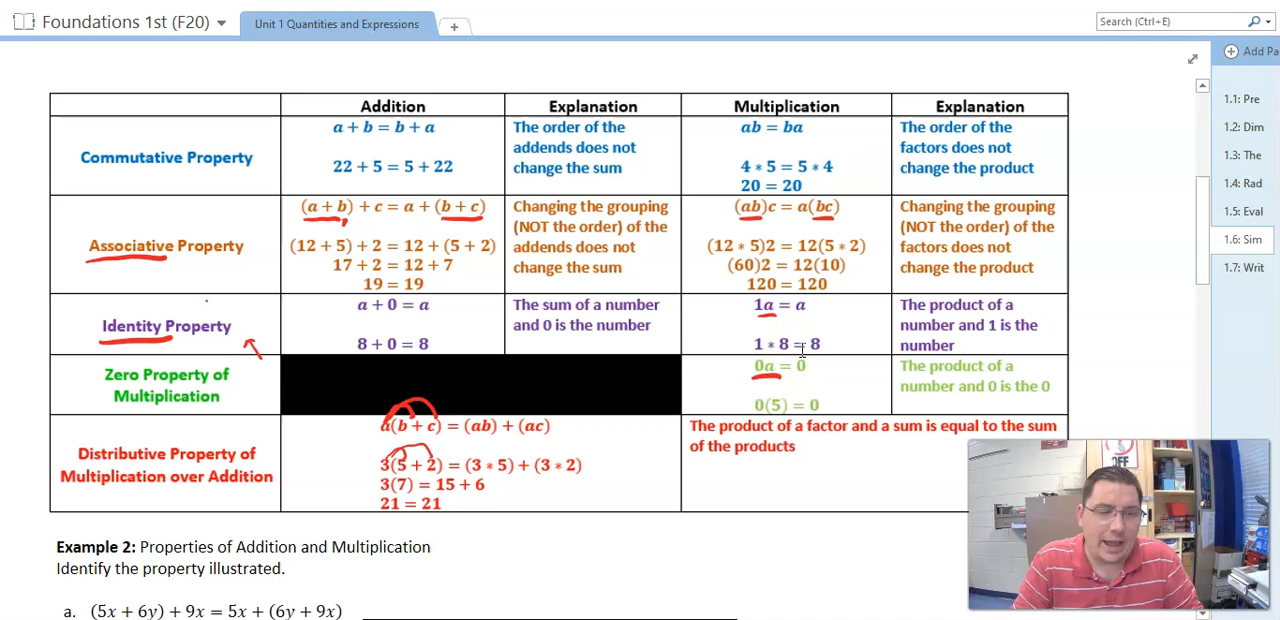 Foundations 1st (F20)
Unit 1 Quantities and Expressions
+
Search (Ctrl+E)
Add Pa
1.1: Pre
1.2: Dim
1.3: The
1.4: Rad
1.5: Eval
1.6: Sim
1.7: Writ
Addition
Explanation
Multiplication
Explanation
Commutative Property
a + b = b + a
22 + 5 = 5 + 22
The order of the
addends does not
change the sum
ab = ba
4 * 5 = 5 * 4
20 = 20
The order of the
factors does not
change the product
Associative Property
(a + b) + c = a + (b + c)
(12 + 5) + 2 = 12 + (5 + 2)
17 + 2 = 12 + 7
19 = 19
Changing the grouping
(NOT the order) of the
addends does not
change the sum
(ab)c = a(bc)
(12 * 5)2 = 12(5 * 2)
(60)2 = 12(10)
120 = 120
Changing the grouping
(NOT the order) of the
factors does not
change the product
Identity Property
a + 0 = a
8 + 0 = 8
The sum of a number
and 0 is the number
1a = a
1 * 8 = 8
The product of a
number and 1 is the
number
Zero Property of
Multiplication
0a = 0
0(5) = 0
The product of a
number and 0 is the 0
Distributive Property of
Multiplication over Addition
a(b + c) = (ab) + (ac)
3(5 + 2) = (3 * 5) + (3 * 2)
3(7) = 15 + 6
21 = 21
The product of a factor and a sum is equal to the sum
of the products
OFF
Example 2: Properties of Addition and Multiplication
Identify the property illustrated.
a. (5x + 6y) + 9x = 5x + (6y + 9x)